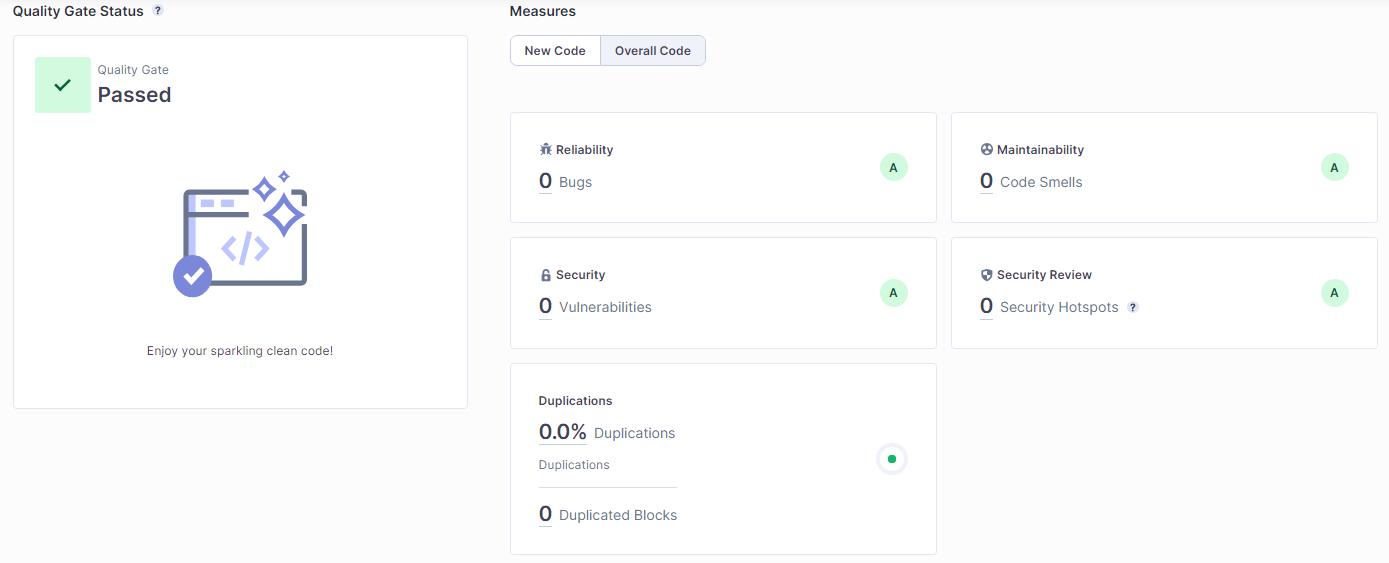 Quality Gate Status ?
Quality Gate
Passed
</>
Enjoy your sparkling clean code!
Measures
New Code Overall Code
Reliability
0 Bugs
A
Maintainability
0 Code Smells
A
Security
0 Vulnerabilities
A
Security Review
0 Security Hotspots ?
A
Duplications
0.0% Duplications
Duplications
0 Duplicated Blocks